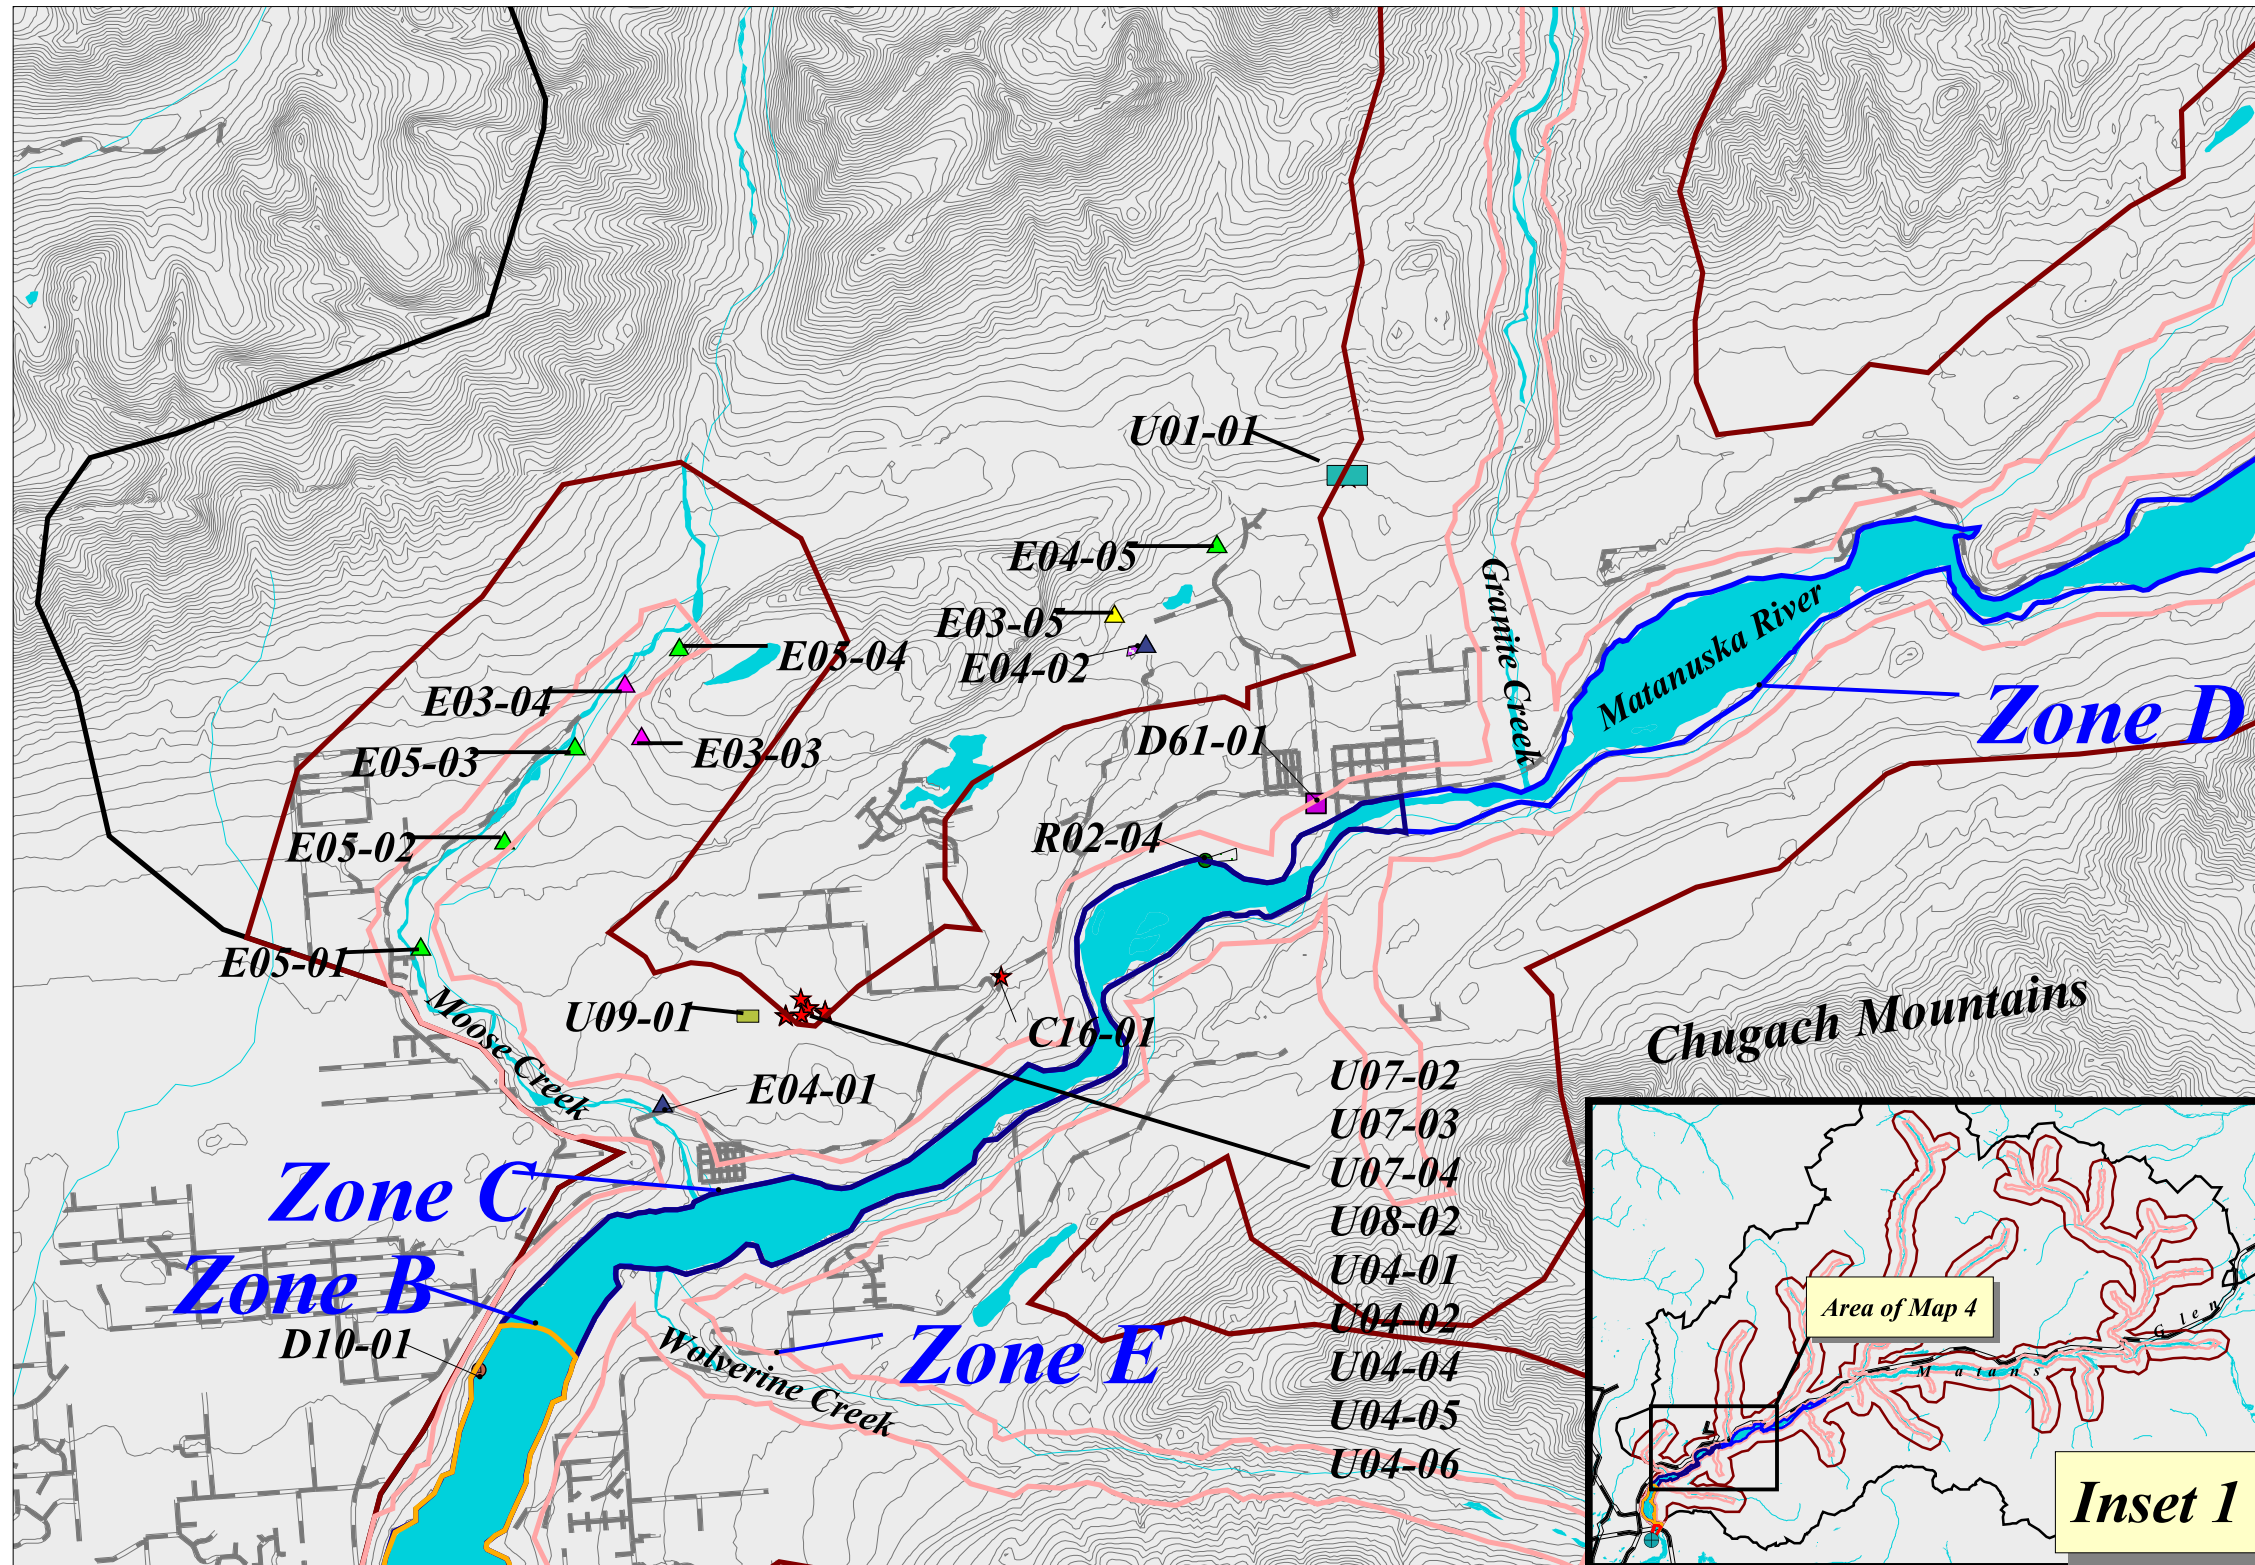 U01-01
E04-05
E03-05
E04-02
E05-04
E03-04
E03-03
E05-03
E05-02
E05-01
D61-01
R02-04
U09-01
C16-01
E04-01
Granite Creek
Matanuska River
Zone D
Chugach Mountains
Moose Creek
U07-02
U07-03
U07-04
U08-02
U04-01
U04-02
U04-04
U04-05
U04-06
Zone C
Zone B
D10-01
Wolverine Creek
Zone E
Area of Map 4
Glen
Matans
Inset 1